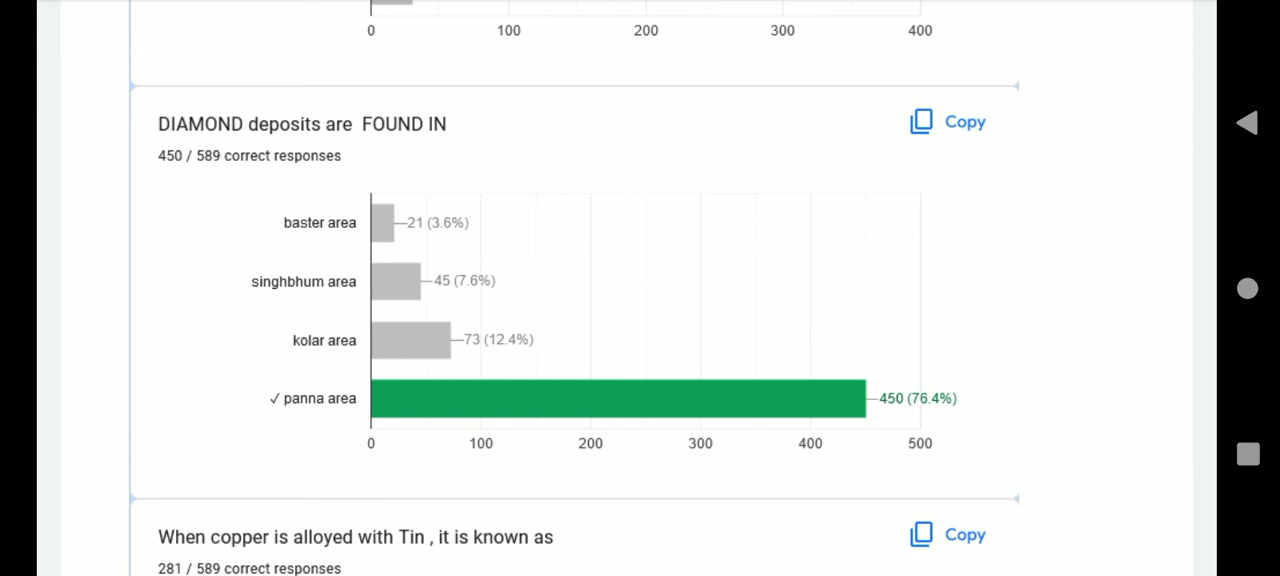 0 100 200 300 400
DIAMOND deposits are FOUND IN
Copy
450 / 589 correct responses
baster area 21 (3.6%)
singhbhum area 45 (7.6%)
kolar area 73 (12.4%)
✓ panna area 450 (76.4%)
0 100 200 300 400 500
When copper is alloyed with Tin , it is known as
Copy
281 / 589 correct responses